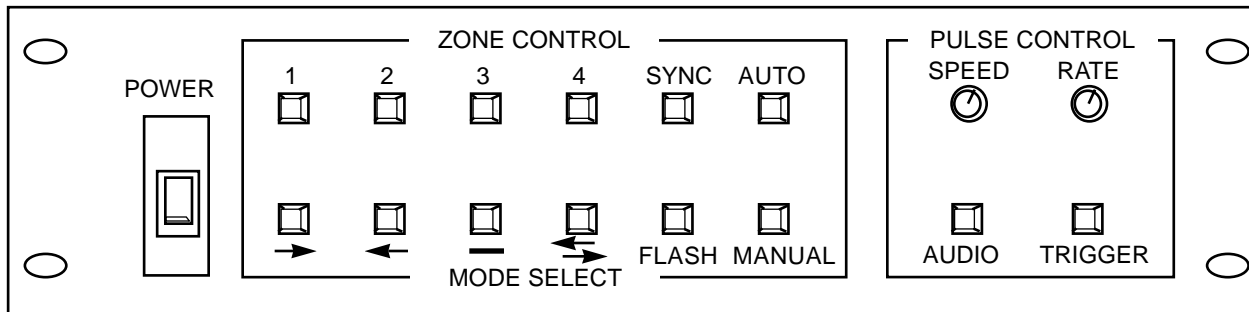 ZONE CONTROL
PULSE CONTROL
POWER
1 2 3 4 SYNC AUTO
SPEED RATE
FLASH MANUAL
MODE SELECT
AUDIO TRIGGER